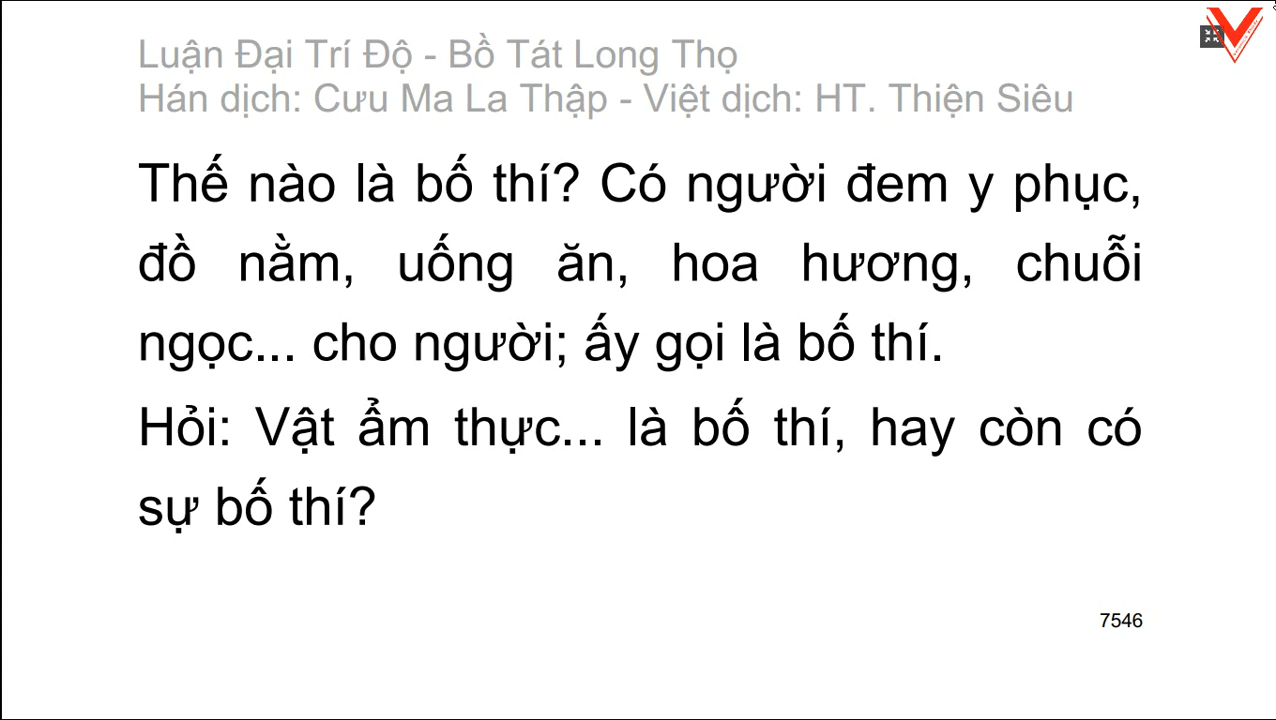 Luận Đại Trí Độ - Bồ Tát Long Thọ
Hán dịch: Cưu Ma La Thập - Việt dịch: HT. Thiện Siêu
Thế nào là bố thí? Có người đem y phục,
đồ nằm, uống ăn, hoa hương, chuỗi
ngọc... cho người; ấy gọi là bố thí.
Hỏi: Vật ẩm thực... là bố thí, hay còn có
sự bố thí?
7546